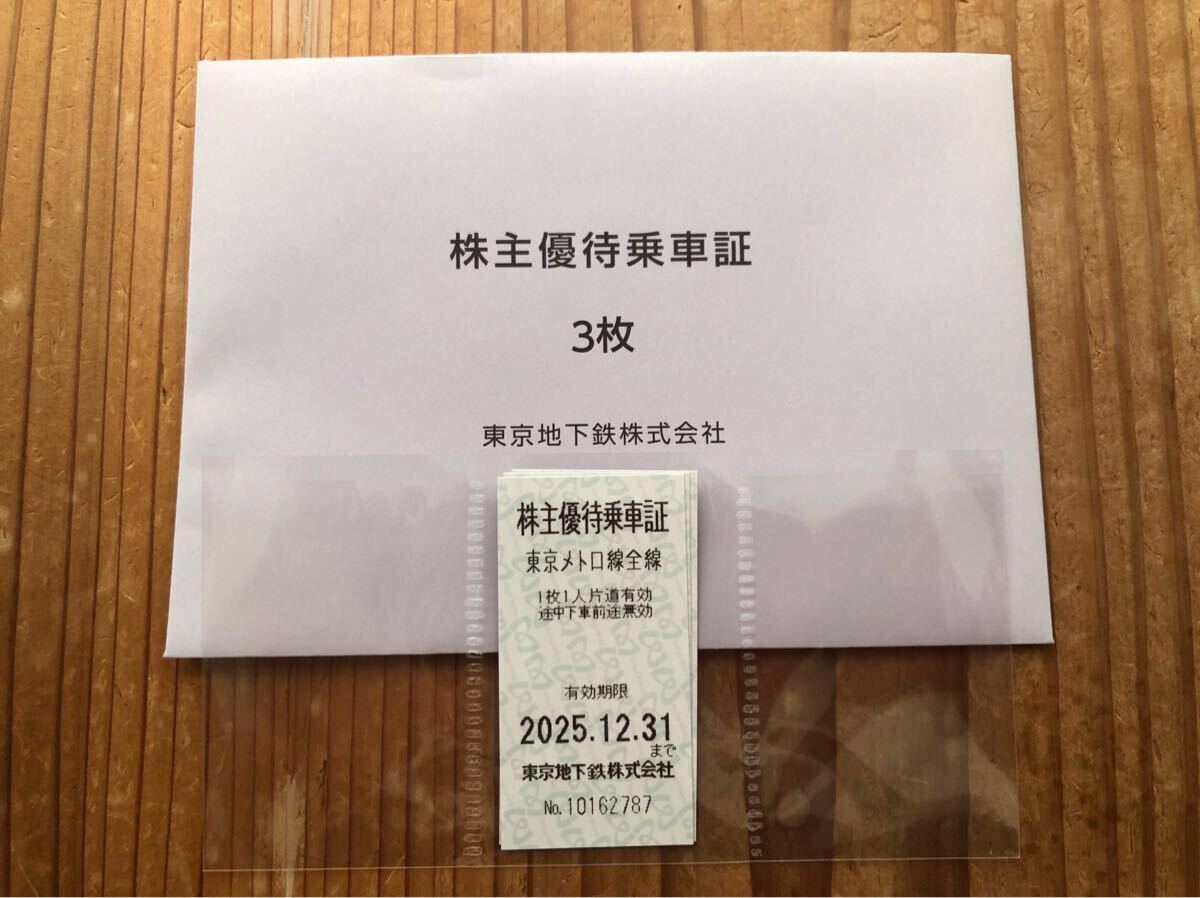 株主優待乗車証
3枚
東京地下鉄株式会社
株主優待乗車証
東京メトロ線全線
1枚1人片道有効
途中下車前途無効
有効期限
2025.12.31
まで
東京地下鉄株式会社
No.10162787